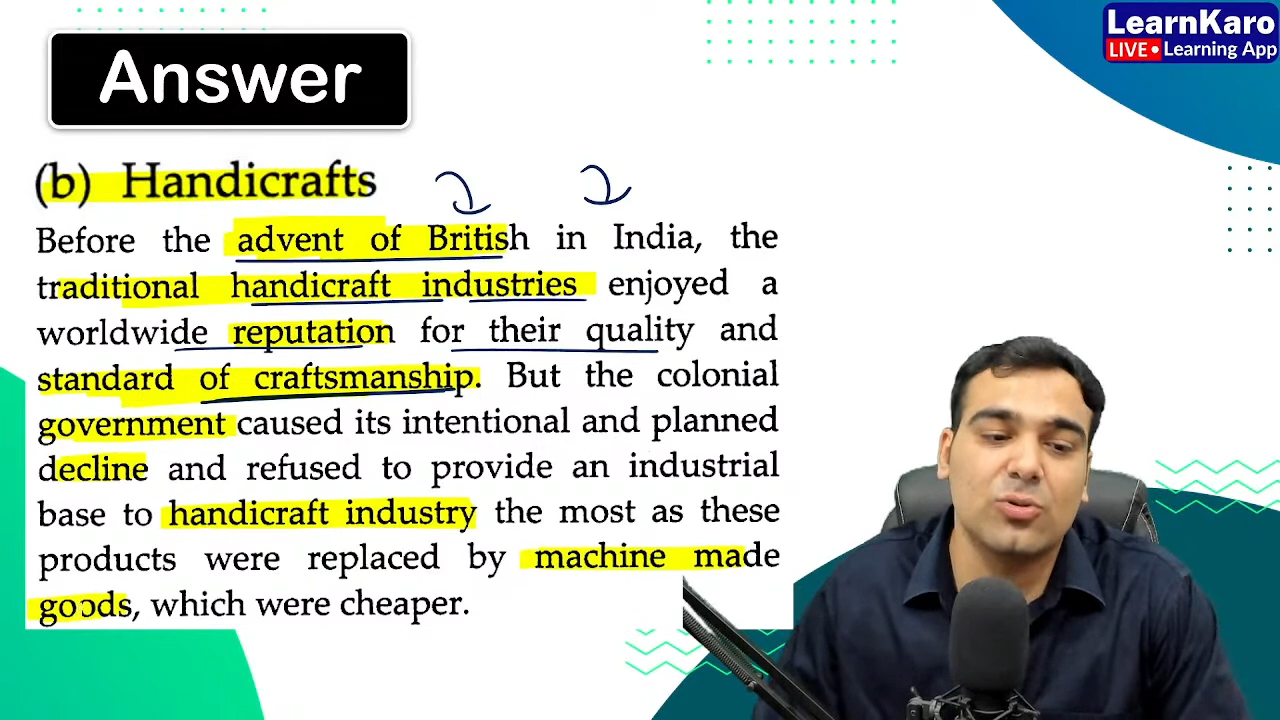 LearnKaro
LIVE • Learning App
Answer
(b) Handicrafts
Before the advent of British in India, the
traditional handicraft industries enjoyed a
worldwide reputation for their quality and
standard of craftsmanship. But the colonial
government caused its intentional and planned
decline and refused to provide an industrial
base to handicraft industry the most as these
products were replaced by machine made
goods, which were cheaper.